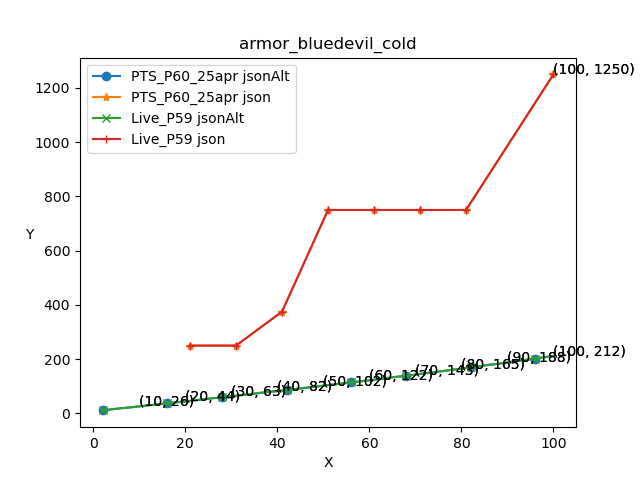 armor_bluedevil_cold
PTS_P60_25apr jsonAlt
PTS_P60_25apr json
Live_P59 jsonAlt
Live_P59 json
(100, 1250)
1200
1000
800
Y
600
400
200
0
(10, 26)
(20, 44)
(30, 63)
(40, 82)
(50, 102)
(60, 122)
(70, 143)
(80, 165)
(90, 188)
(100, 212)
0 20 40 60 80 100
X